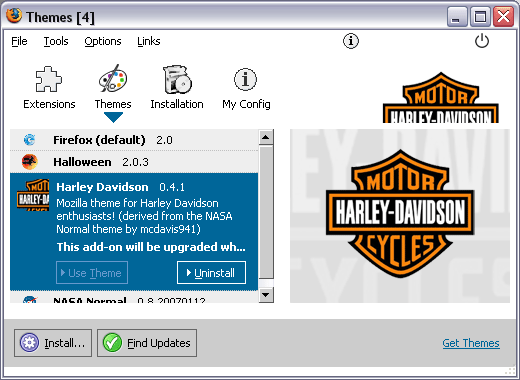 Themes [4]
File Tools Options Links
Extensions Themes Installation My Config
MOTOR
HARLEY-DAVIDSON
Firefox (default) 2.0
Halloween 2.0.3
Harley Davidson 0.4.1
Mozilla theme for Harley Davidson
enthusiasts! (derived from the NASA
Normal theme by mcdavis941)
This add-on will be upgraded wh...
Use Theme Uninstall
NASA Normal 0.8.20070112
MOTOR
HARLEY-DAVIDSON
CYCLES
Install... Find Updates Get Themes